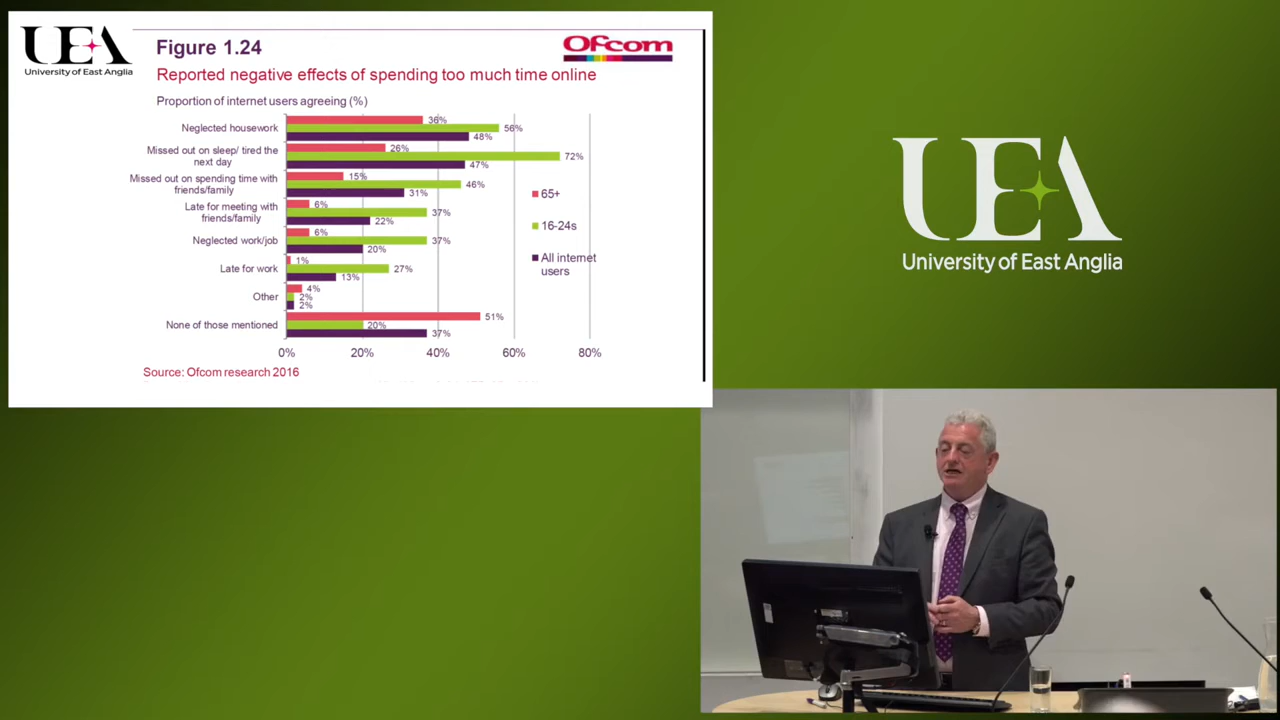 UEA
University of East Anglia
Figure 1.24
Ofcom
Reported negative effects of spending too much time online
Proportion of internet users agreeing (%)
Neglected housework
36%
56%
48%
Missed out on sleep/ tired the
next day
26%
72%
47%
Missed out on spending time with
friends/family
15%
46%
31%
Late for meeting with
friends/family
6%
37%
22%
Neglected work/job
6%
37%
20%
Late for work
1%
27%
13%
Other
4%
2%
2%
None of those mentioned
51%
20%
37%
65+
16-24s
All internet
users
0%
20%
40%
60%
80%
Source: Ofcom research 2016
UEA
University of East Anglia